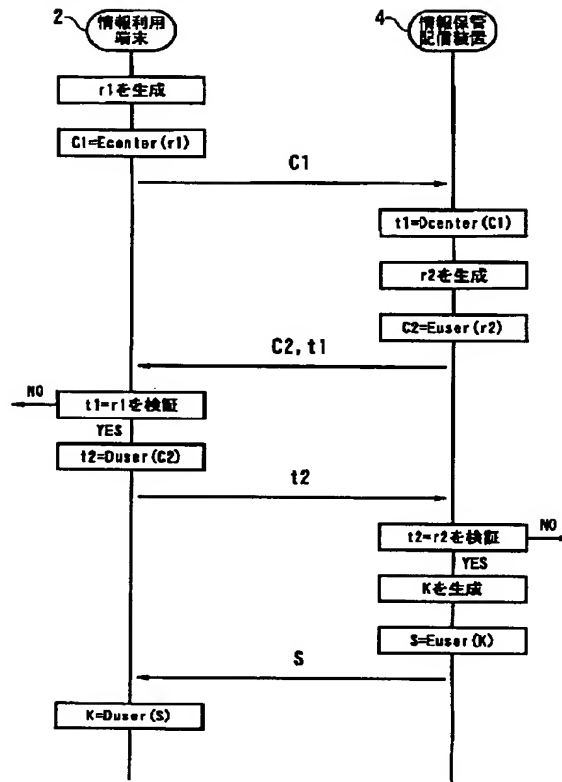 2
情報利用
端末
4
情報保管
配信装置
r1を生成
C1=Ecenter(r1)
C1
t1=Dcenter(C1)
r2を生成
C2=Euser(r2)
C2, t1
NO
t1=r1を検証
YES
t2=Duser(C2)
t2
t2=r2を検証
NO
YES
Kを生成
S=Euser(K)
S
K=Duser(S)